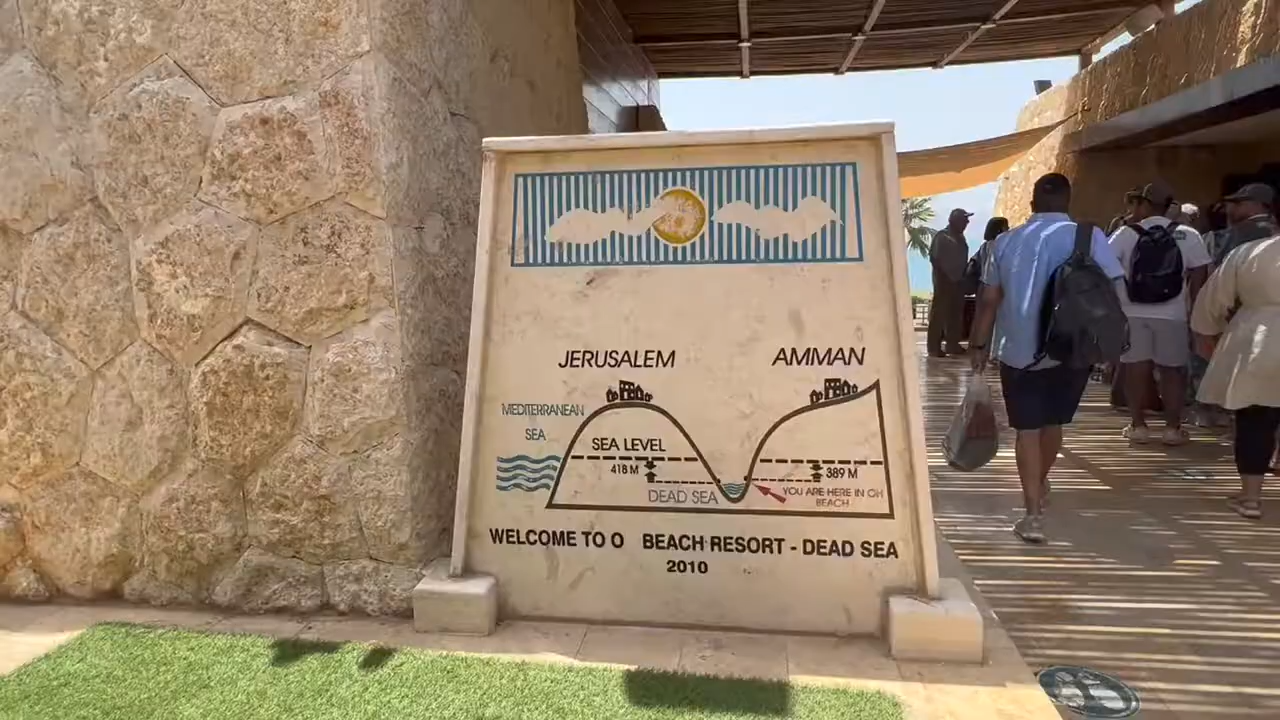 JERUSALEM
AMMAN
MEDITERRANEAN
SEA
SEA LEVEL
418 M
389 M
DEAD SEA
YOU ARE HERE IN OH
BEACH
WELCOME TO O BEACH RESORT - DEAD SEA
2010